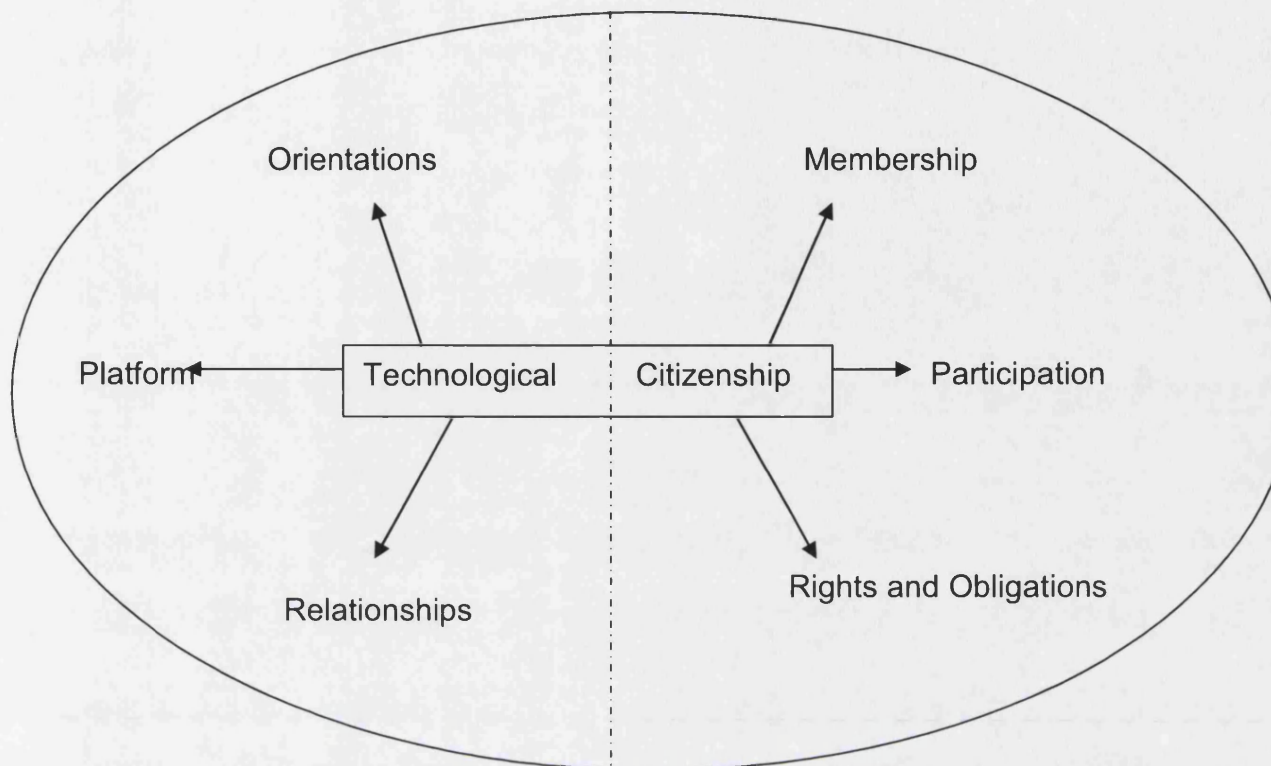 Orientations
Membership
Platform
Technological
Citizenship
Participation
Relationships
Rights and Obligations